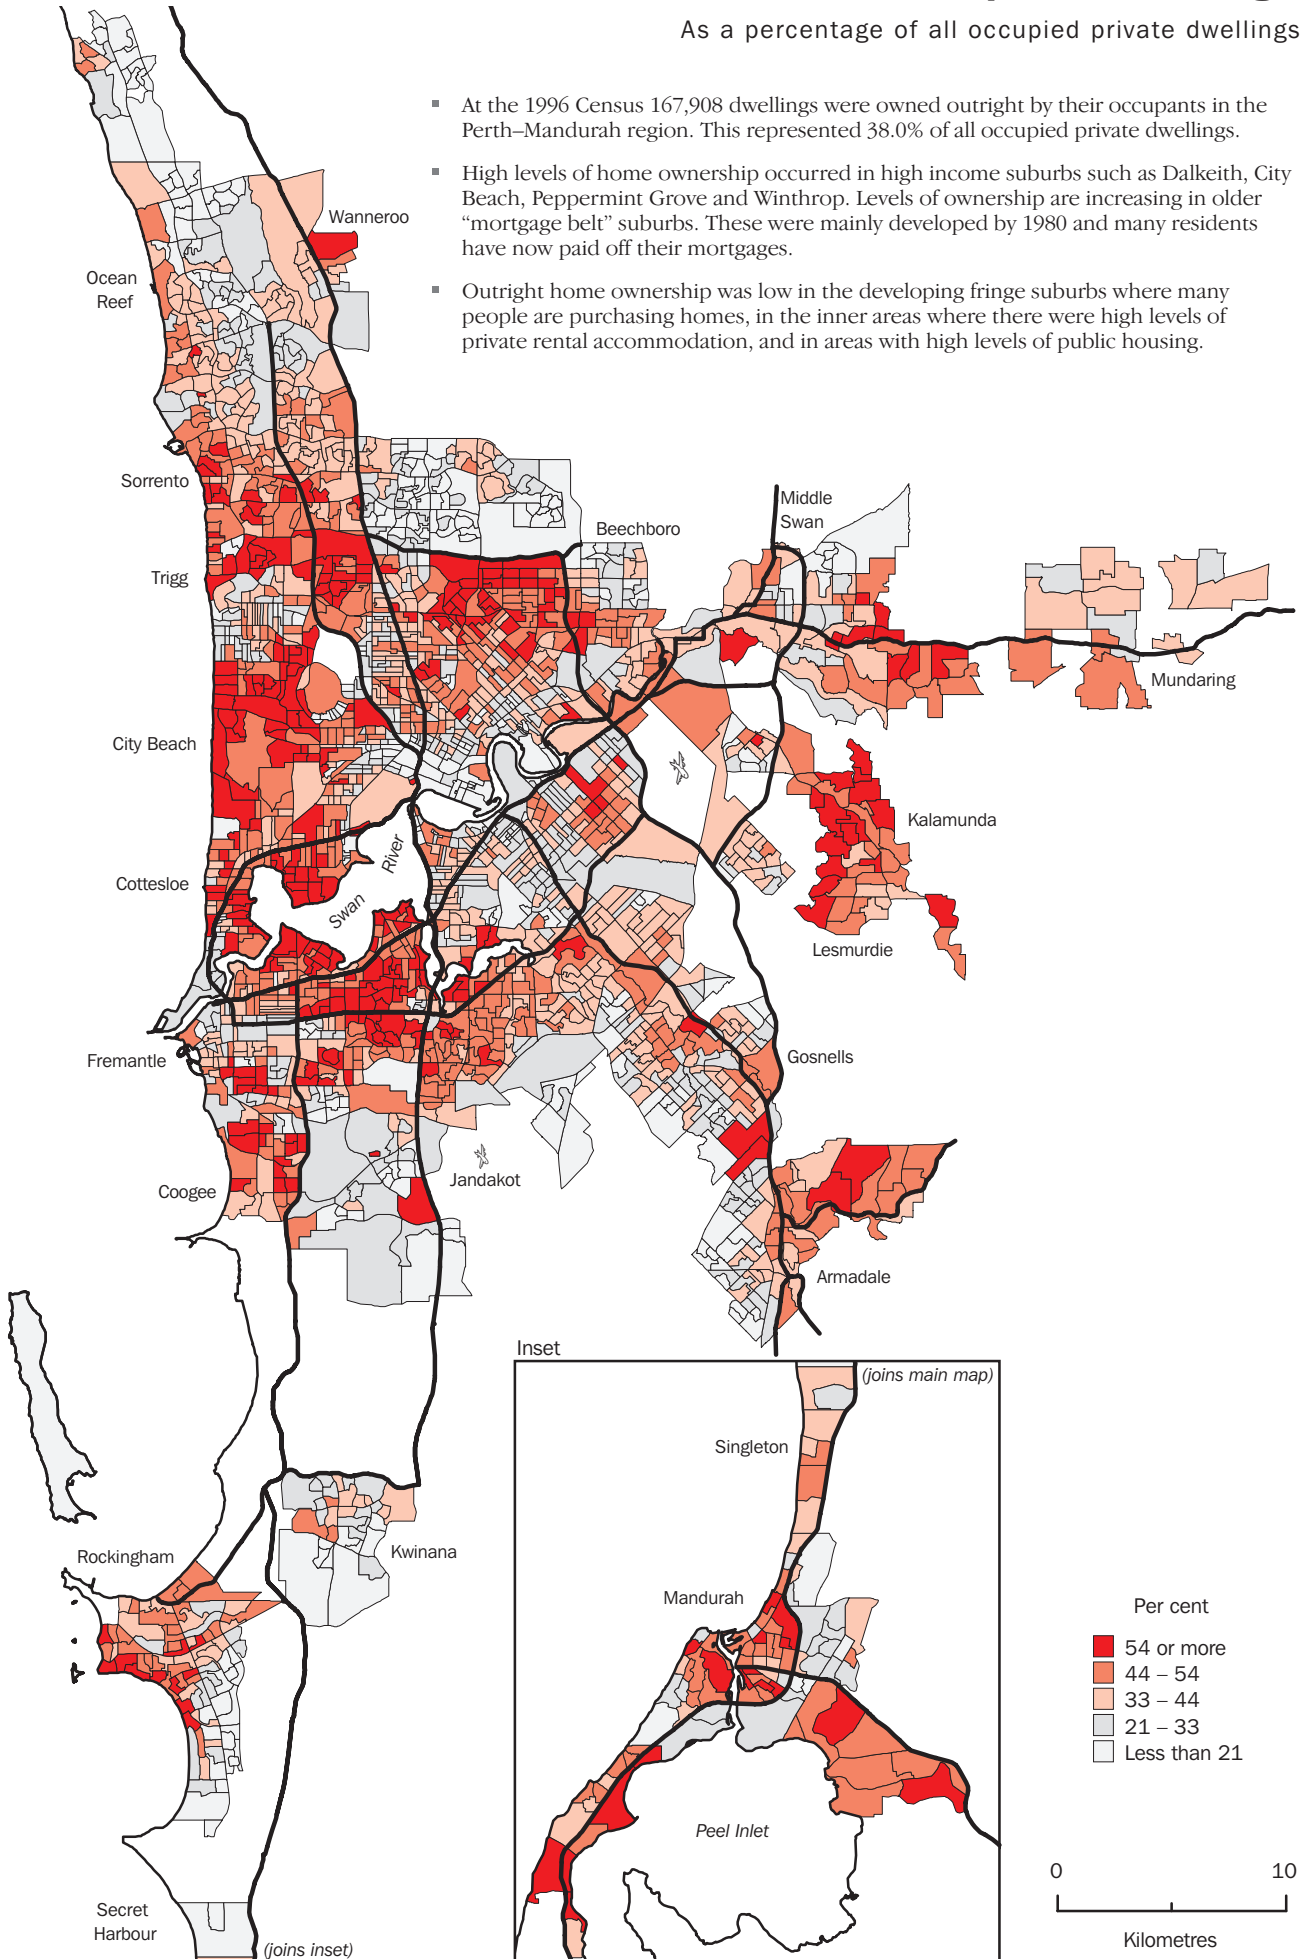 As a percentage of all occupied private dwellings
▪ At the 1996 Census 167,908 dwellings were owned outright by their occupants in the
Perth–Mandurah region. This represented 38.0% of all occupied private dwellings.
▪ High levels of home ownership occurred in high income suburbs such as Dalkeith, City
Beach, Peppermint Grove and Winthrop. Levels of ownership are increasing in older
“mortgage belt” suburbs. These were mainly developed by 1980 and many residents
have now paid off their mortgages.
▪ Outright home ownership was low in the developing fringe suburbs where many
people are purchasing homes, in the inner areas where there were high levels of
private rental accommodation, and in areas with high levels of public housing.
Wanneroo
Ocean
Reef
Sorrento
Middle
Swan
Beechboro
Trigg
Mundaring
City Beach
Kalamunda
River
Swan
Cottesloe
Lesmurdie
Fremantle
Gosnells
Jandakot
Coogee
Armadale
Inset
(joins main map)
Singleton
Kwinana
Rockingham
Mandurah
Peel Inlet
Secret
Harbour
(joins inset)
Per cent
54 or more
44 – 54
33 – 44
21 – 33
Less than 21
0 10
Kilometres